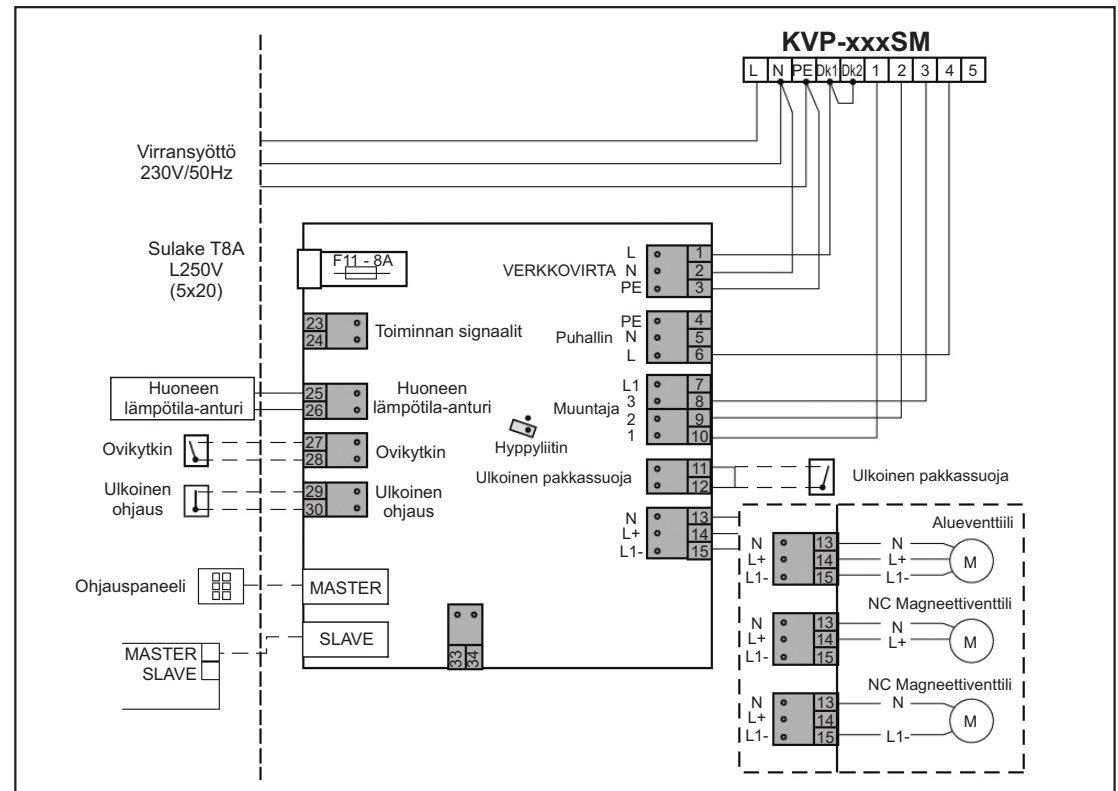 KVP-xxxSM
L N PE Dk1 Dk2 1 2 3 4 5
Virransyöttö
230V/50Hz
Sulake T8A
L250V
(5x20)
F11 - 8A
VERKKOVIRTA
L 1
N 2
PE 3
23
24
Toiminnan signaalit
Puhallin
PE 4
N 5
L 6
Huoneen
lämpötila-anturi
25
26
Huoneen
lämpötila-anturi
Muuntaja
L1 7
3 8
2 9
1 10
Hyppyliitin
Ovikytkin
27
28
Ovikytkin
Ulkoinen pakkassuoja
11
12
Ulkoinen pakkassuoja
Ulkoinen
ohjaus
29
30
Ulkoinen
ohjaus
N 13
L+ 14
L1- 15
Ohjauspaneeli
MASTER
SLAVE
MASTER
SLAVE
33
34
Alueventtiili
N 13 N
L+ 14 L+
L1- 15 L1-
M
NC Magneettiventtili
N 13 N
L+ 14 L+
L1- 15
M
NC Magneettiventtili
N 13 N
L+ 14
L1- 15 L1-
M